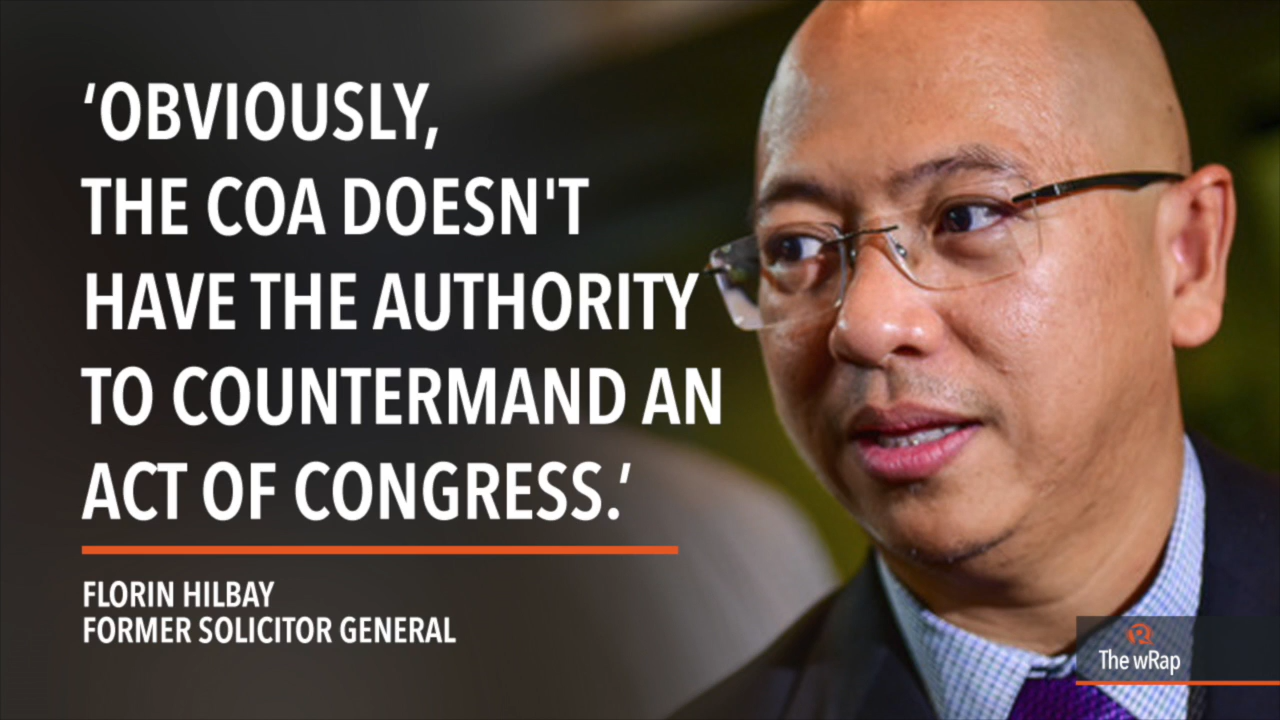 ‘OBVIOUSLY,
THE COA DOESN'T
HAVE THE AUTHORITY
TO COUNTERMAND AN
ACT OF CONGRESS.’
FLORIN HILBAY
FORMER SOLICITOR GENERAL
The wRap